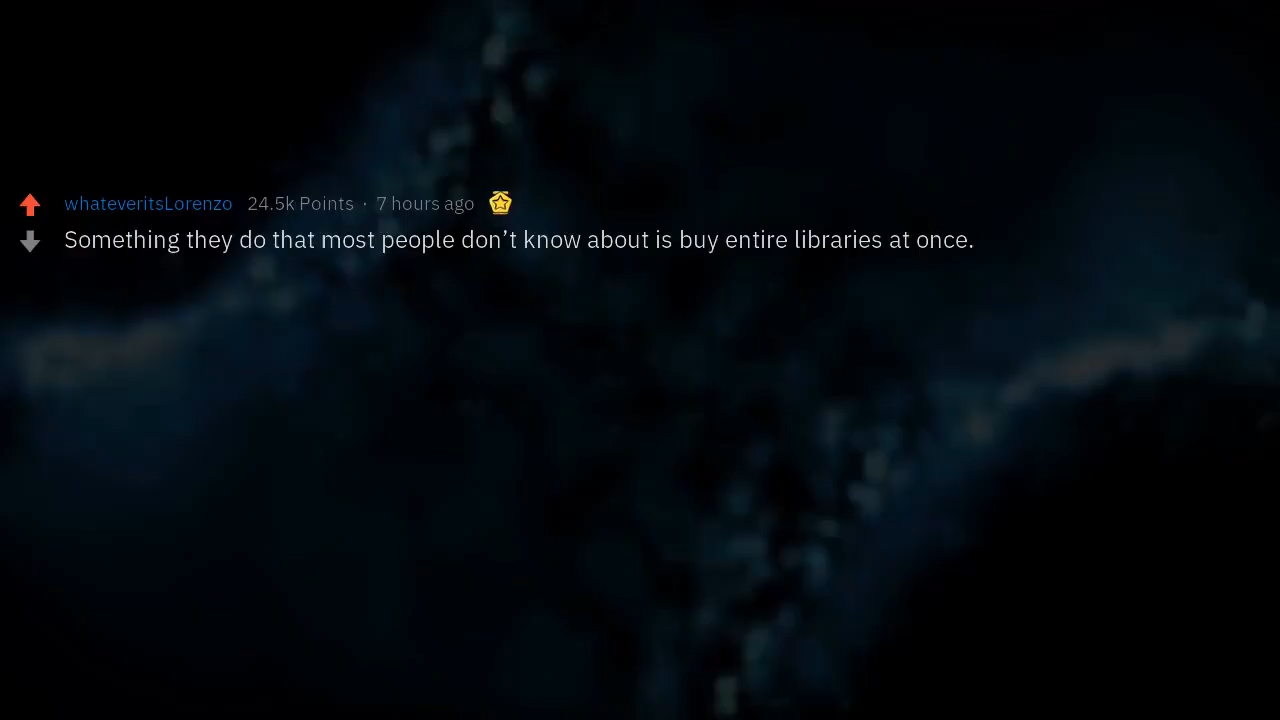 whateveritsLorenzo 24.5k Points · 7 hours ago
Something they do that most people don’t know about is buy entire libraries at once.